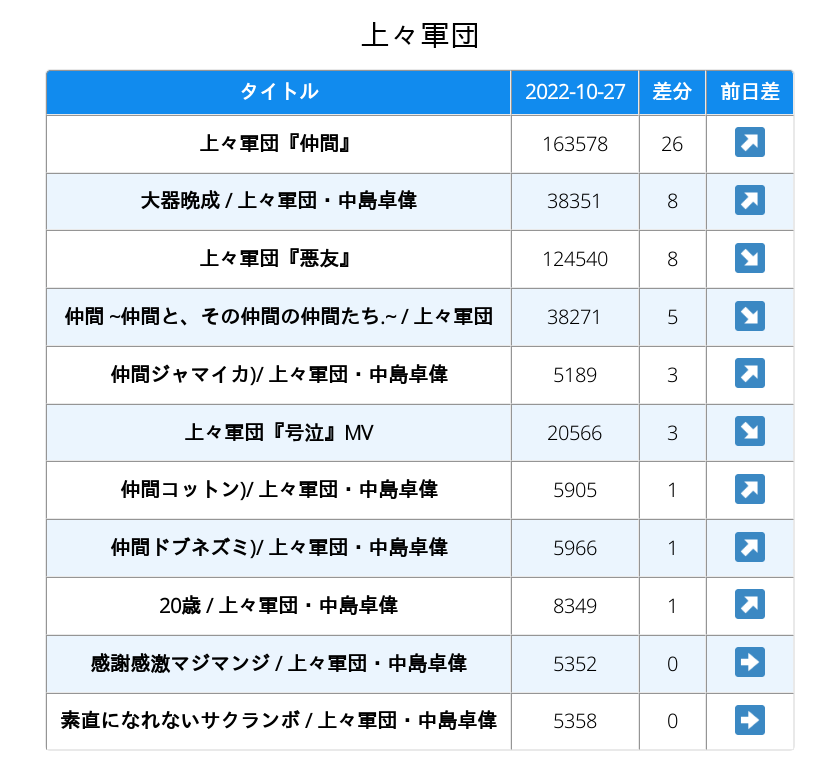 上々軍団
タイトル 2022-10-27 差分 前日差
上々軍団『仲間』 163578 26 ↗
大器晩成 / 上々軍団・中島卓偉 38351 8 ↗
上々軍団『悪友』 124540 8 ↘
仲間 ~仲間と、その仲間の仲間たち.~ / 上々軍団 38271 5 ↘
仲間ジャマイカ)/ 上々軍団・中島卓偉 5189 3 ↗
上々軍団『号泣』MV 20566 3 ↘
仲間コットン)/ 上々軍団・中島卓偉 5905 1 ↗
仲間ドブネズミ)/ 上々軍団・中島卓偉 5966 1 ↗
20歳 / 上々軍団・中島卓偉 8349 1 ↗
感謝感激マジマンジ / 上々軍団・中島卓偉 5352 0 ➡
素直になれないサクランボ / 上々軍団・中島卓偉 5358 0 ➡